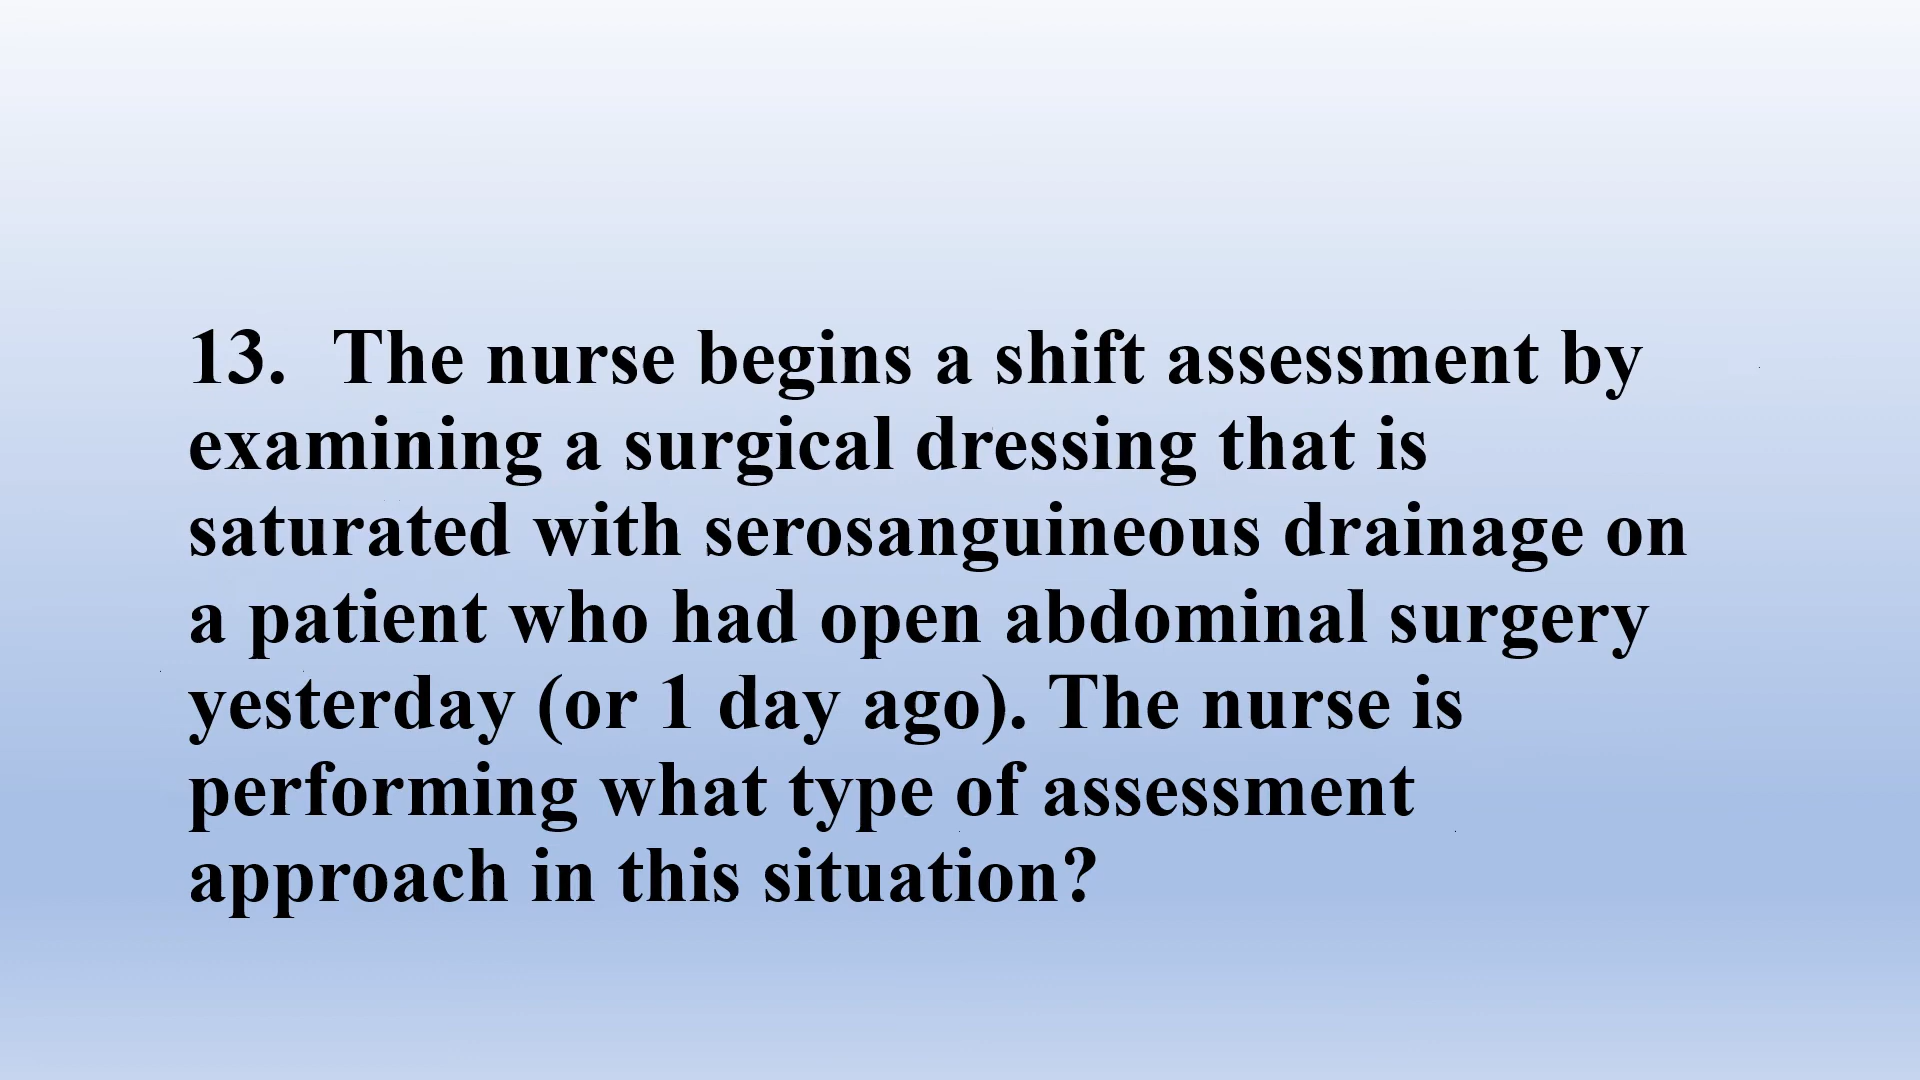 13. The nurse begins a shift assessment by
examining a surgical dressing that is
saturated with serosanguineous drainage on
a patient who had open abdominal surgery
yesterday (or 1 day ago). The nurse is
performing what type of assessment
approach in this situation?